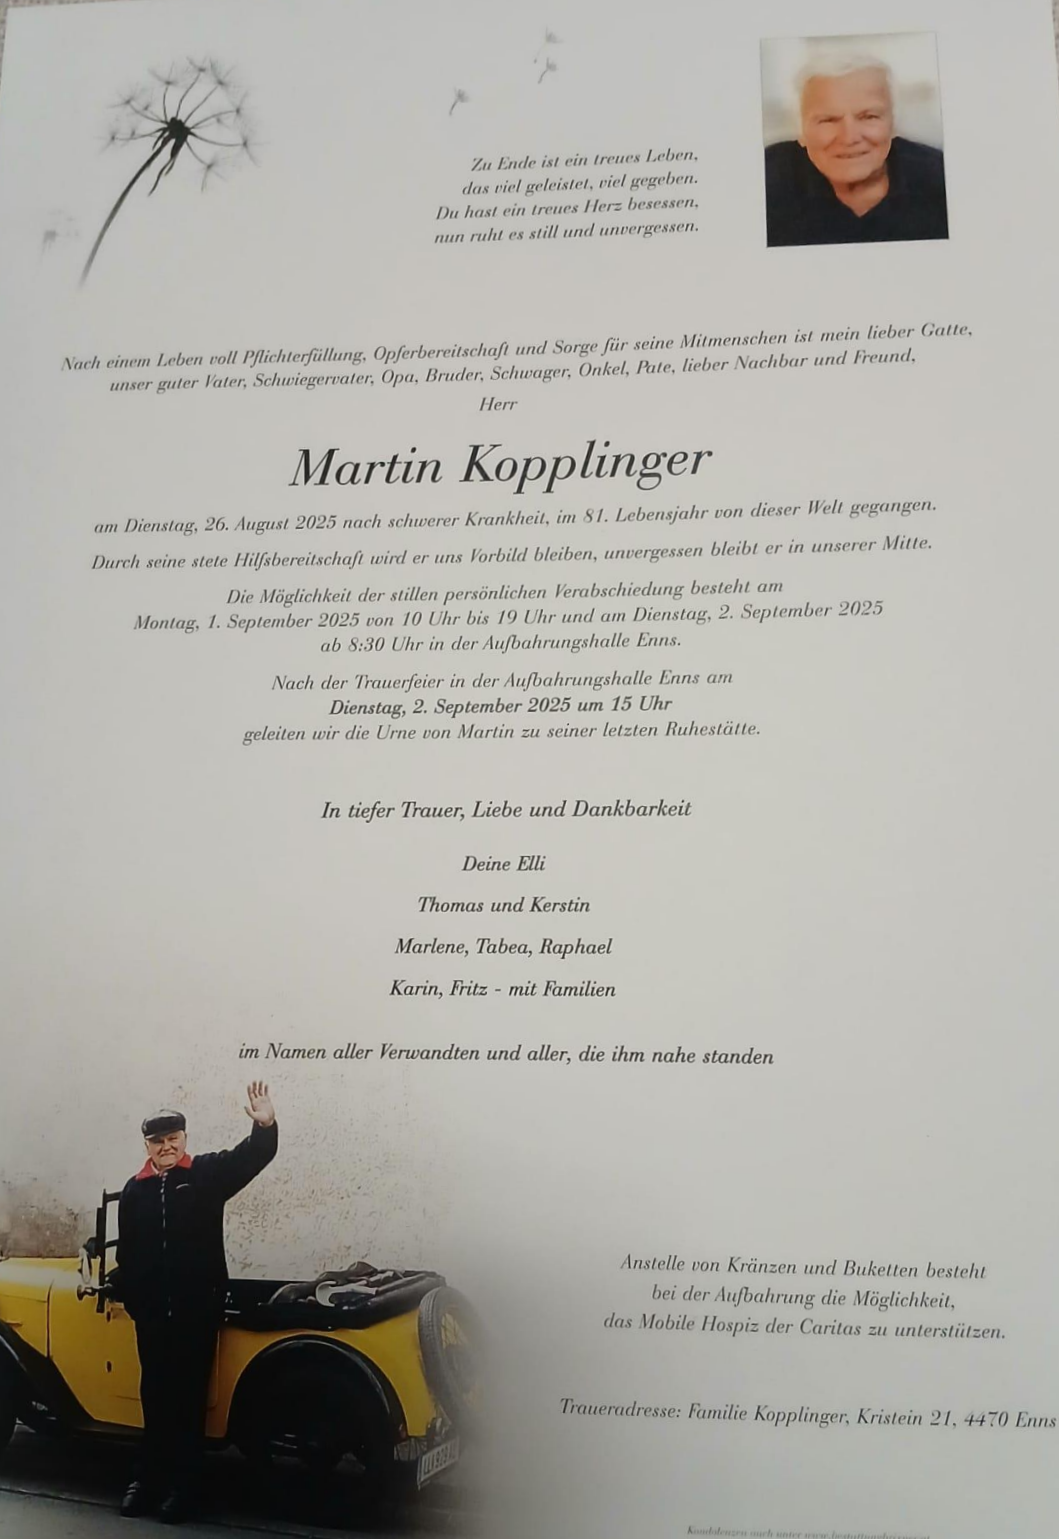 Zu Ende ist ein treues Leben,
das viel geleistet, viel gegeben.
Du hast ein treues Herz besessen,
nun ruht es still und unvergessen.
Nach einem Leben voll Pflichterfüllung, Opferbereitschaft und Sorge für seine Mitmenschen ist mein lieber Gatte,
unser guter Vater, Schwiegervater, Opa, Bruder, Schwager, Onkel, Pate, lieber Nachbar und Freund,
Herr
Martin Kopplinger
am Dienstag, 26. August 2025 nach schwerer Krankheit, im 81. Lebensjahr von dieser Welt gegangen.
Durch seine stete Hilfsbereitschaft wird er uns Vorbild bleiben, unvergessen bleibt er in unserer Mitte.
Die Möglichkeit der stillen persönlichen Verabschiedung besteht am
Montag, 1. September 2025 von 10 Uhr bis 19 Uhr und am Dienstag, 2. September 2025
ab 8:30 Uhr in der Aufbahrungshalle Enns.
Nach der Trauerfeier in der Aufbahrungshalle Enns am
Dienstag, 2. September 2025 um 15 Uhr
geleiten wir die Urne von Martin zu seiner letzten Ruhestätte.
In tiefer Trauer, Liebe und Dankbarkeit
Deine Elli
Thomas und Kerstin
Marlene, Tabea, Raphael
Karin, Fritz - mit Familien
im Namen aller Verwandten und aller, die ihm nahe standen
Anstelle von Kränzen und Buketten besteht
bei der Aufbahrung die Möglichkeit,
das Mobile Hospiz der Caritas zu unterstützen.
Traueradresse: Familie Kopplinger, Kristein 21, 4470 Enns
Kondolenzen auch unter